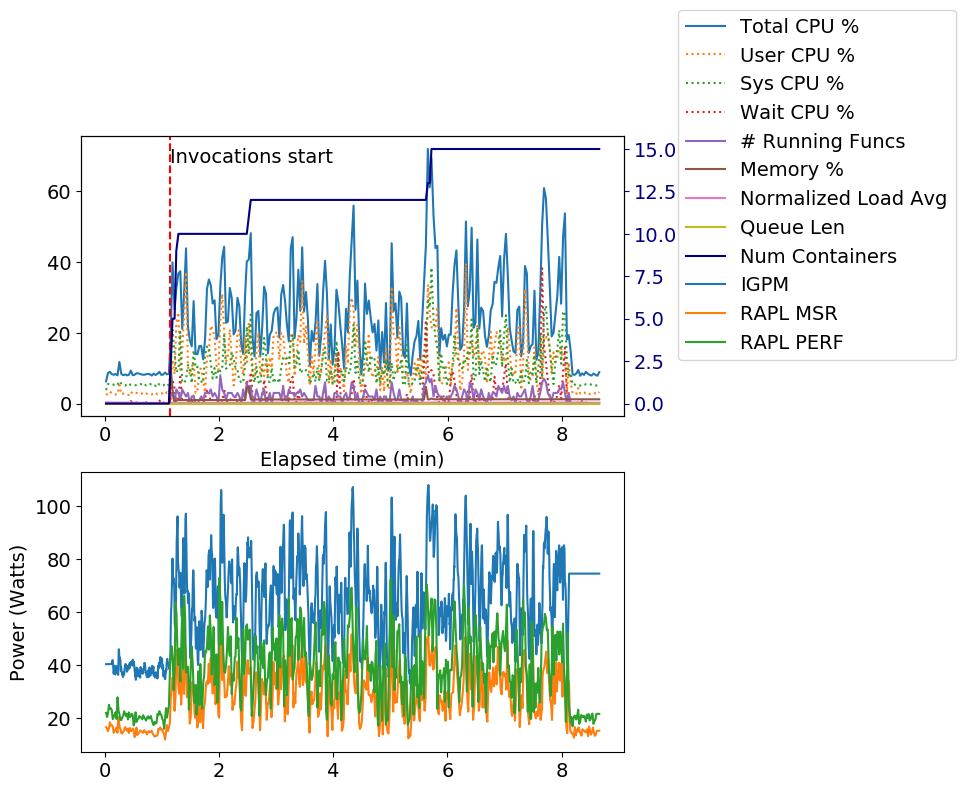 Total CPU %
User CPU %
Sys CPU %
Wait CPU %
# Running Funcs
Memory %
Normalized Load Avg
Queue Len
Num Containers
IGPM
RAPL MSR
RAPL PERF
Invocations start
60
40
20
0
15.0
12.5
10.0
7.5
5.0
2.5
0.0
0 2 4 6 8
Elapsed time (min)
Power (Watts)
100
80
60
40
20
0 2 4 6 8